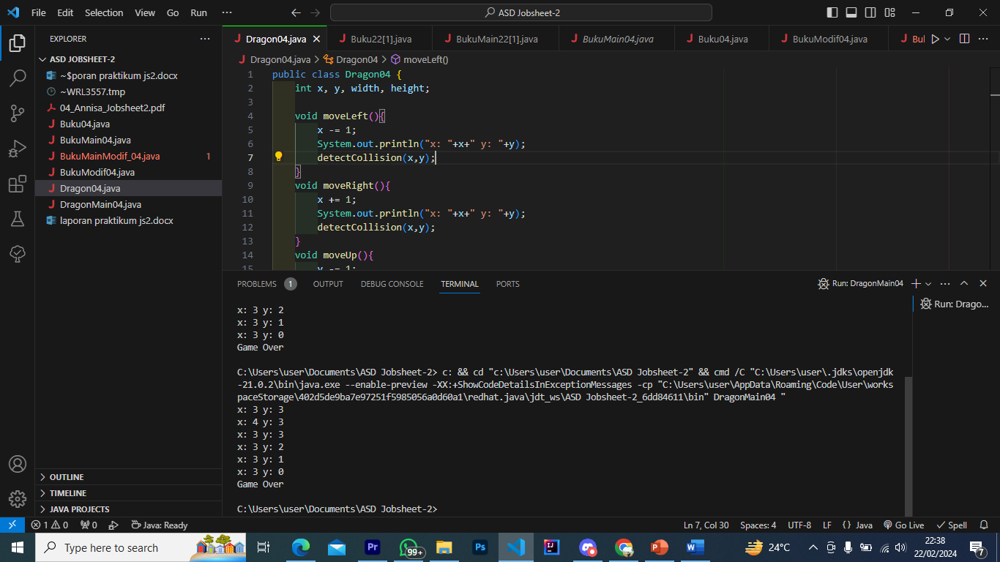 File Edit Selection View Go Run ··· ASD Jobsheet-2
EXPLORER ···
ASD JOBSHEET-2
~$poran praktikum js2.docx
~WRL3557.tmp
04_Annisa_Jobsheet2.pdf
Buku04.java
BukuMain04.java
BukuMainModif_04.java 1
BukuModif04.java
Dragon04.java
DragonMain04.java
laporan praktikum js2.docx
OUTLINE
TIMELINE
JAVA PROJECTS
Dragon04.java Buku22[1].java BukuMain22[1].java BukuMain04.java Buku04.java BukuModif04.java Bul
Dragon04.java > Dragon04 > moveLeft()
1 public class Dragon04 {
2 int x, y, width, height;
3
4 void moveLeft(){
5 x -= 1;
6 System.out.println("x: "+x+" y: "+y);
7 detectCollision(x,y);
8 }
9 void moveRight(){
10 x += 1;
11 System.out.println("x: "+x+" y: "+y);
12 detectCollision(x,y);
13 }
14 void moveUp(){
15 y -= 1;
PROBLEMS 1 OUTPUT DEBUG CONSOLE TERMINAL PORTS Run: DragonMain04
Run: Drago...
x: 3 y: 2
x: 3 y: 1
x: 3 y: 0
Game Over
C:\Users\user\Documents\ASD Jobsheet-2> c: && cd "c:\Users\user\Documents\ASD Jobsheet-2" && cmd /C "C:\Users\user\.jdks\openjdk
-21.0.2\bin\java.exe --enable-preview -XX:+ShowCodeDetailsInExceptionMessages -cp "C:\Users\user\AppData\Roaming\Code\User\works
paceStorage\402d5de9ba7e97251f5985056a0d60a1\redhat.java\jdt_ws\ASD Jobsheet-2_6dd84611\bin" DragonMain04 "
x: 3 y: 3
x: 4 y: 3
x: 3 y: 3
x: 3 y: 2
x: 3 y: 1
x: 3 y: 0
Game Over
C:\Users\user\Documents\ASD Jobsheet-2>
1 0 0 Java: Ready Ln 7, Col 30 Spaces: 4 UTF-8 LF {} Java Go Live Spell
Type here to search Pr 99+ Ps IJ P W 24°C 22:38
22/02/2024 7